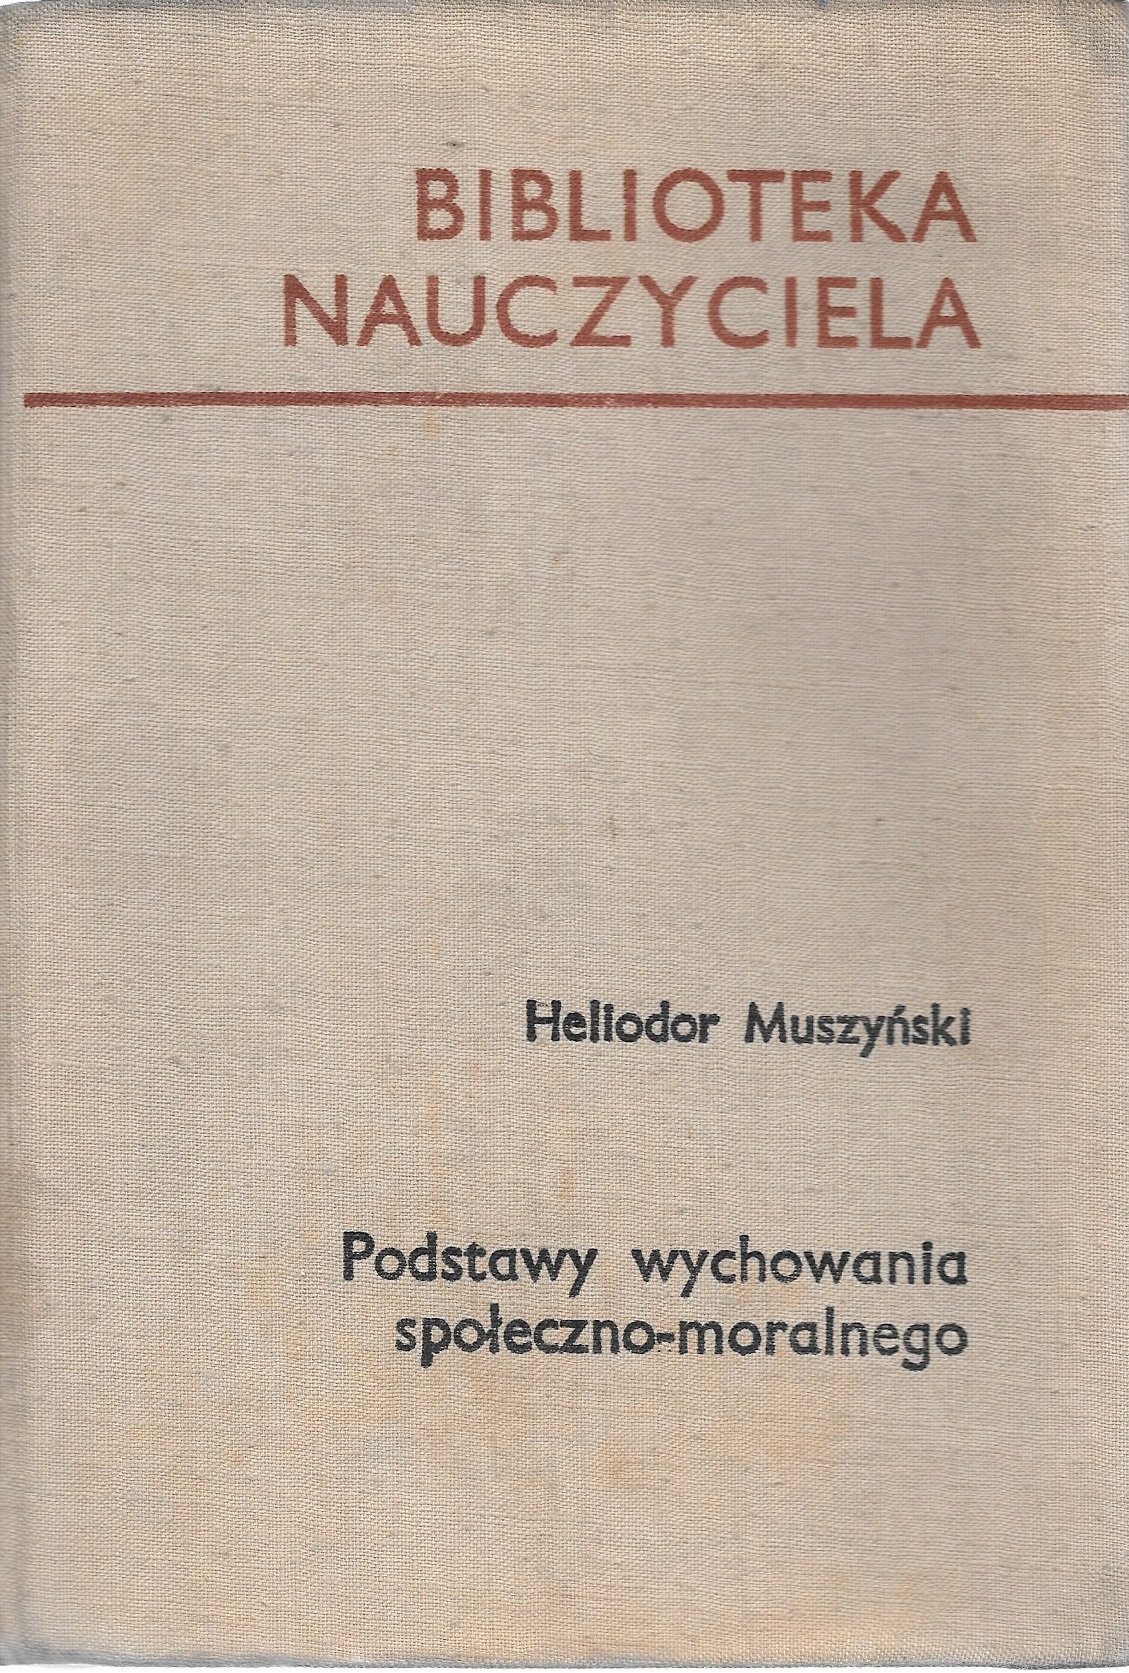 BIBLIOTEKA
NAUCZYCIELA
Heliodor Muszyński
Podstawy wychowania
społeczno-moralnego